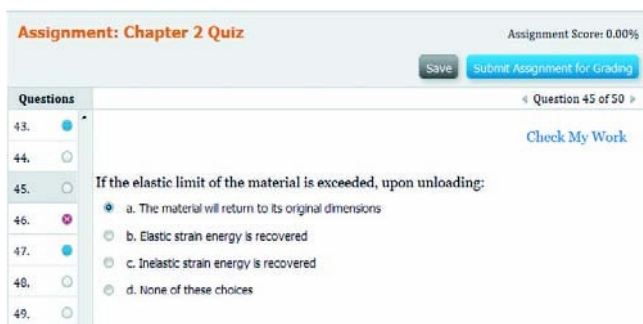 Assignment: Chapter 2 Quiz
Assignment Score: 0.00%
Save
Submit Assignment for Grading
Questions
Question 45 of 50
43.
Check My Work
44.
45.
If the elastic limit of the material is exceeded, upon unloading:
a. The material will return to its original dimensions
46.
b. Elastic strain energy is recovered
47.
c. Inelastic strain energy is recovered
48.
d. None of these choices
49.